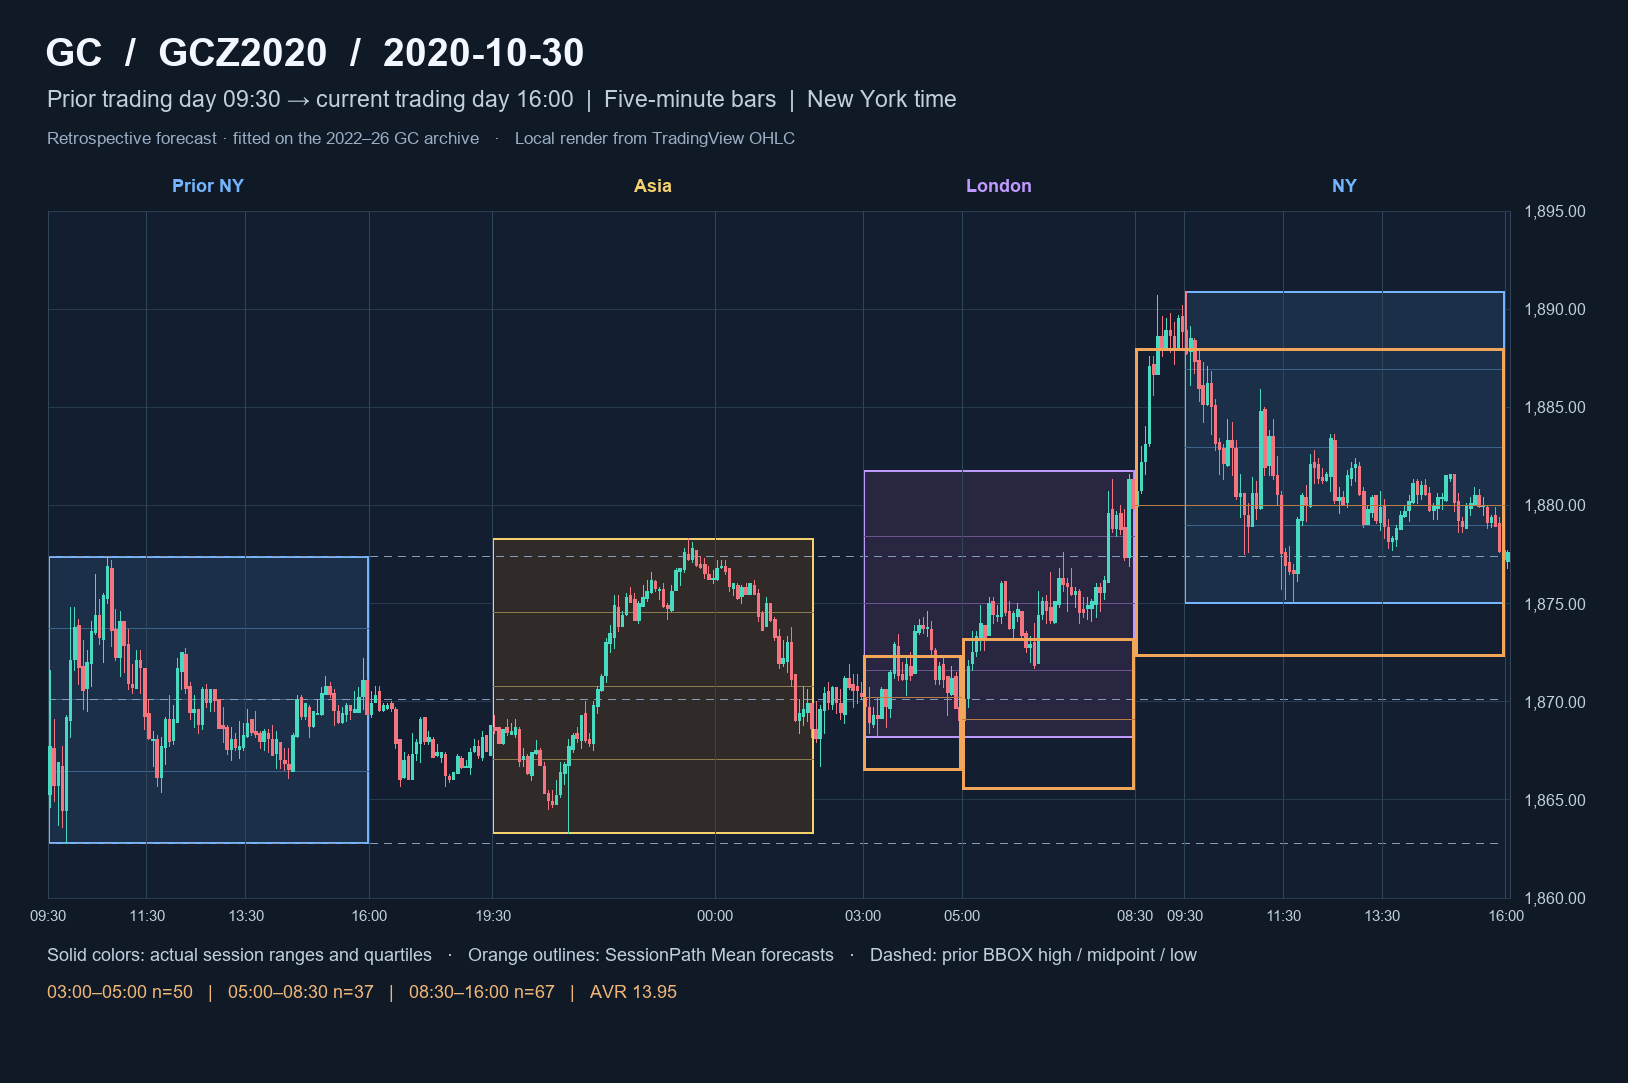 GC / GCZ2020 / 2020-10-30
Prior trading day 09:30 → current trading day 16:00 | Five-minute bars | New York time
Retrospective forecast · fitted on the 2022–26 GC archive · Local render from TradingView OHLC
Prior NY Asia London NY
1,895.00
1,890.00
1,885.00
1,880.00
1,875.00
1,870.00
1,865.00
1,860.00
09:30 11:30 13:30 16:00 19:30 00:00 03:00 05:00 08:30 09:30 11:30 13:30 16:00
Solid colors: actual session ranges and quartiles · Orange outlines: SessionPath Mean forecasts · Dashed: prior BBOX high / midpoint / low
03:00–05:00 n=50 | 05:00–08:30 n=37 | 08:30–16:00 n=67 | AVR 13.95